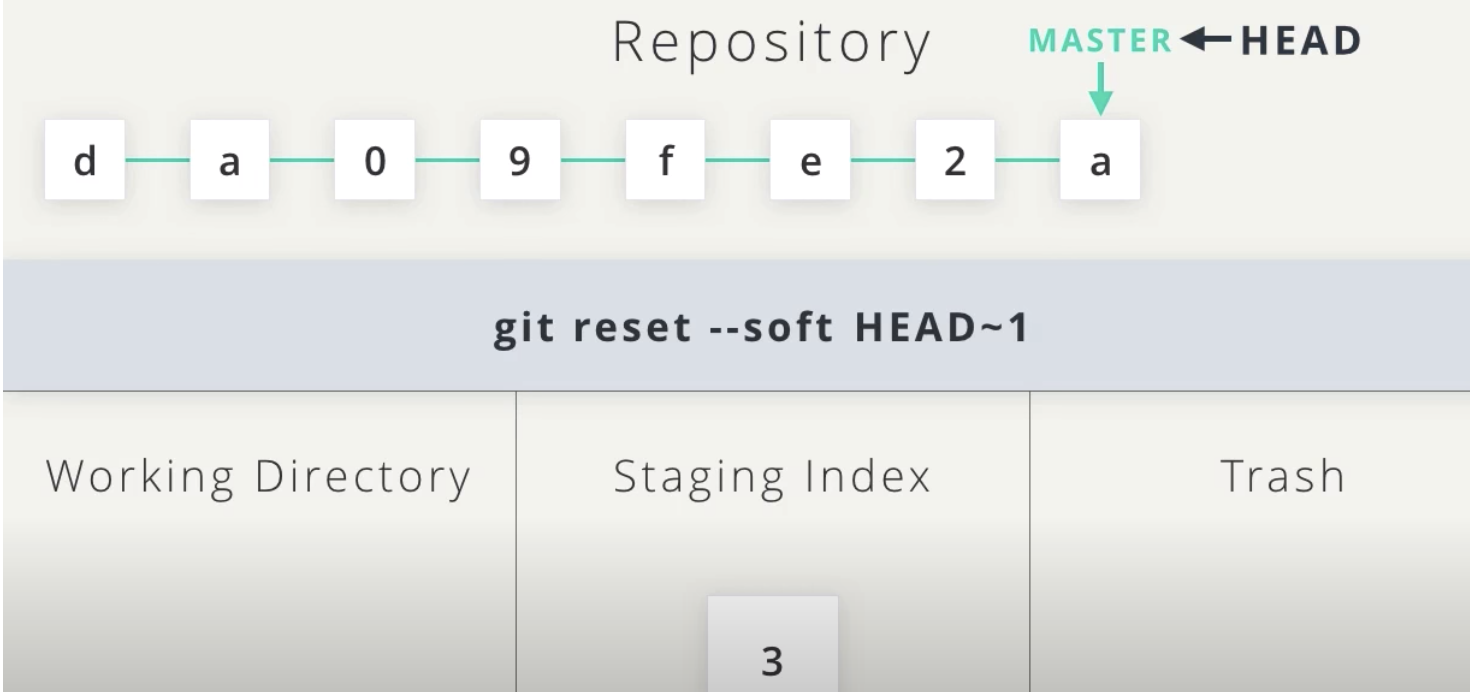 Repository
MASTER HEAD
d a 0 9 f e 2 a
git reset --soft HEAD~1
Working Directory
Staging Index
Trash
3